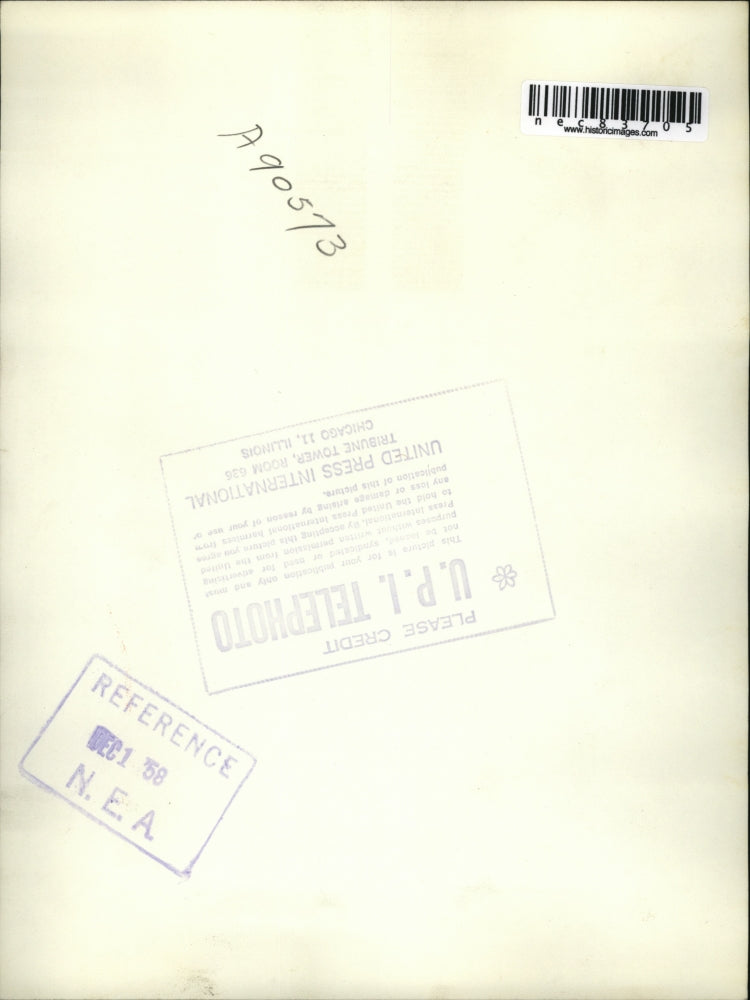 nec83705
www.historicimages.com
A90573
PLEASE CREDIT
U.P.I. TELEPHOTO
This picture is for your publication only and must
not be loaned, syndicated or used for advertising
purposes without written permission from the United
Press International. By accepting this picture you agree
to hold the United Press International harmless from
any loss or damage arising by reason of your use or
publication of this picture.
UNITED PRESS INTERNATIONAL
TRIBUNE TOWER, ROOM 636
CHICAGO 11, ILLINOIS
REFERENCE
DEC 1 '58
N. E. A.